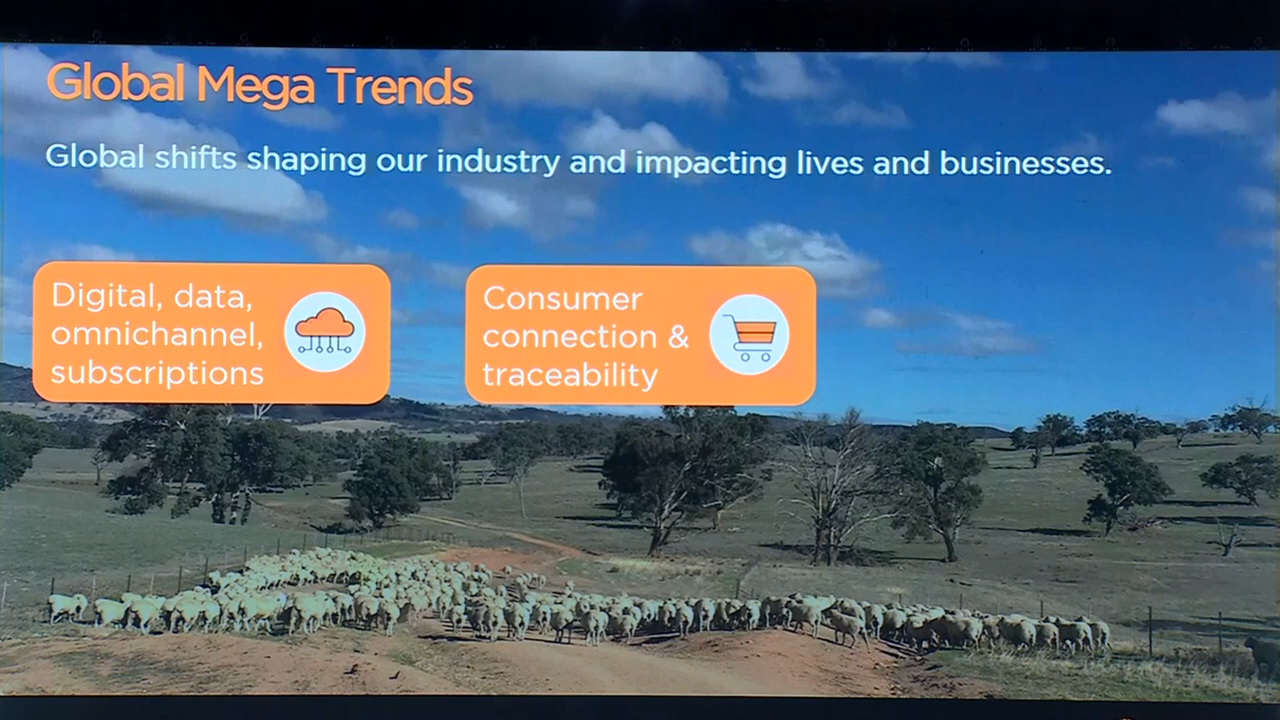 Global Mega Trends
Global shifts shaping our industry and impacting lives and businesses.
Digital, data,
omnichannel,
subscriptions
Consumer
connection &
traceability